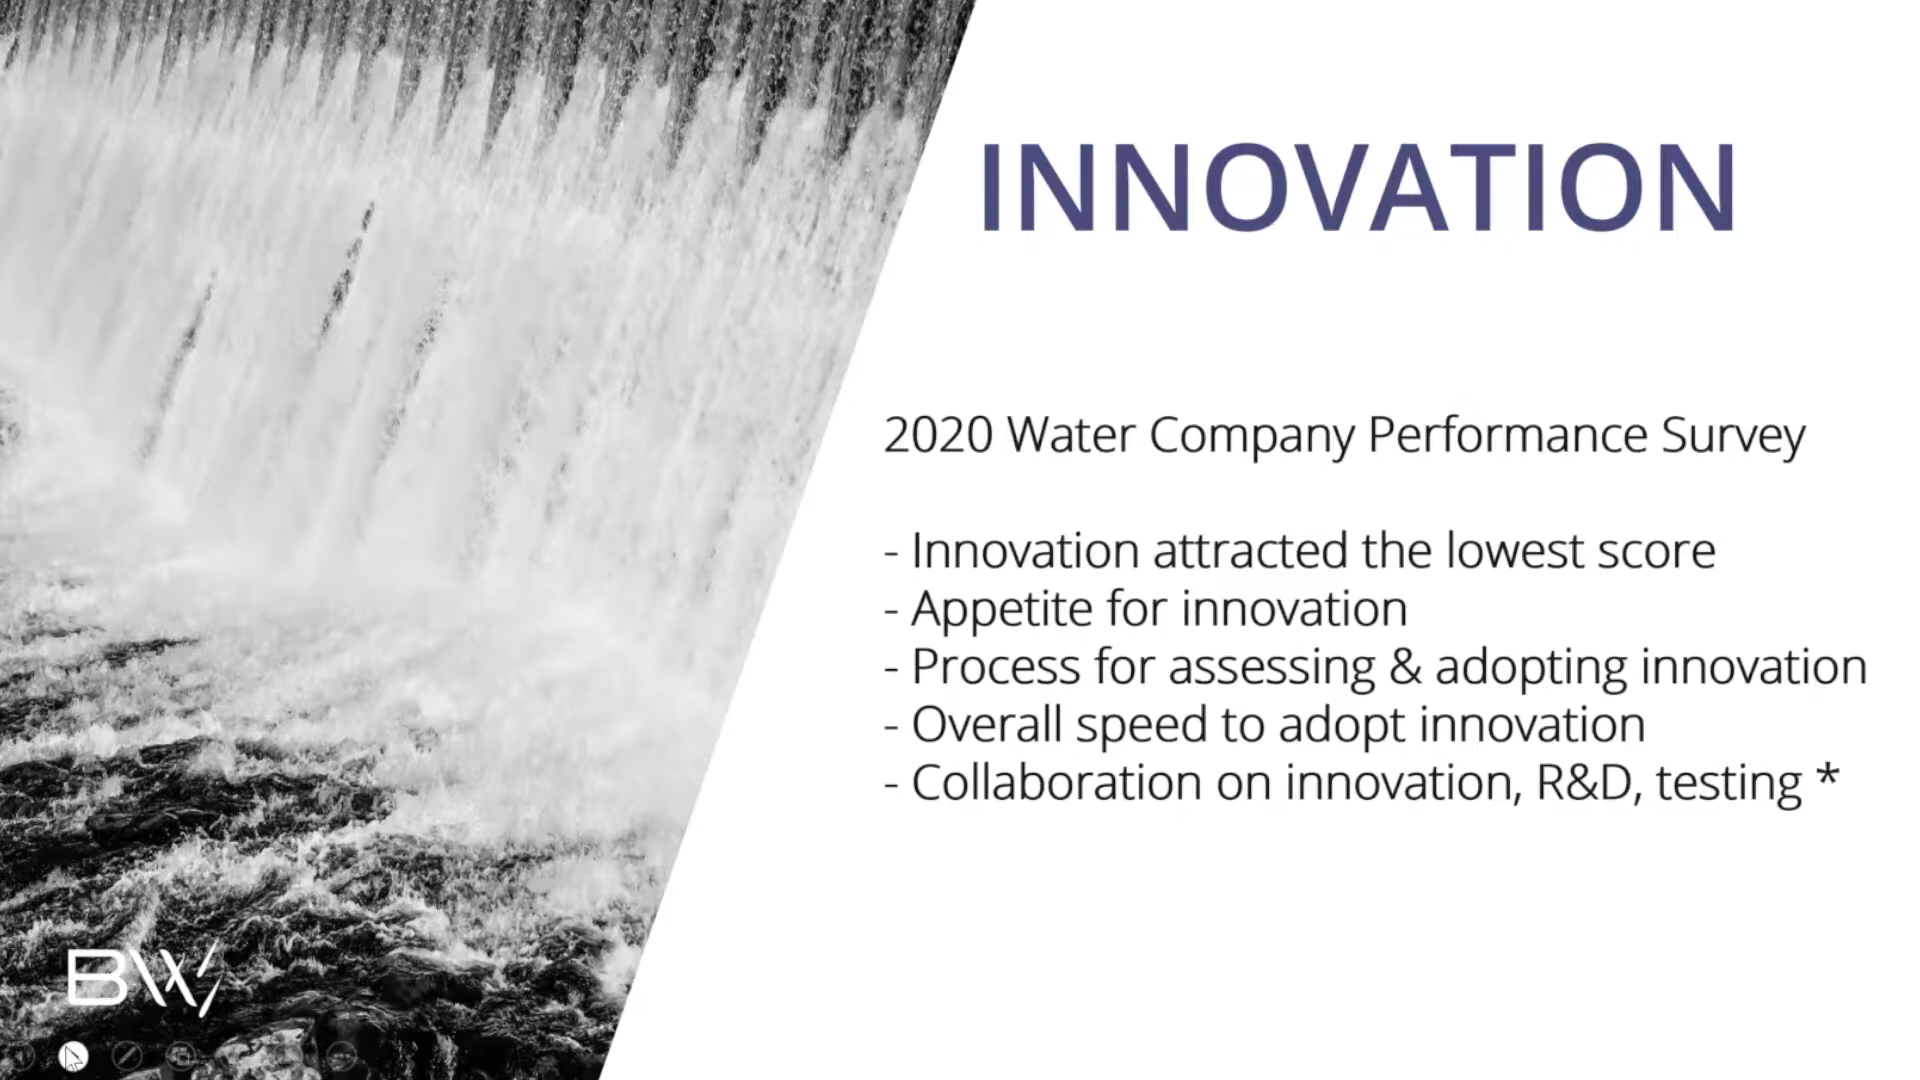 INNOVATION
2020 Water Company Performance Survey
- Innovation attracted the lowest score
- Appetite for innovation
- Process for assessing & adopting innovation
- Overall speed to adopt innovation
- Collaboration on innovation, R&D, testing *
BW